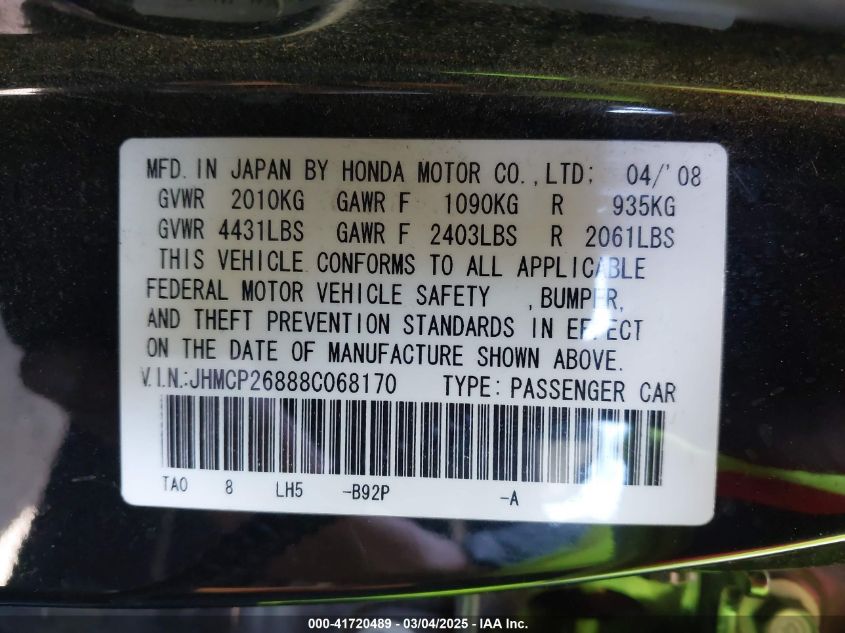 MFD. IN JAPAN BY HONDA MOTOR CO.,LTD; 04/'08
GVWR 2010KG GAWR F 1090KG R 935KG
GVWR 4431LBS GAWR F 2403LBS R 2061LBS
THIS VEHICLE CONFORMS TO ALL APPLICABLE
FEDERAL MOTOR VEHICLE SAFETY ,BUMPER,
AND THEFT PREVENTION STANDARDS IN EFFECT
ON THE DATE OF MANUFACTURE SHOWN ABOVE.
V.I.N.:JHMCP26888C068170 TYPE:PASSENGER CAR
TA0 8 LH5 -B92P -A
000-41720489 - 03/04/2025 - IAA Inc.